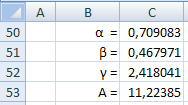 A B C
50 α = 0,709083
51 β = 0,467971
52 γ = 2,418041
53 A = 11,22385